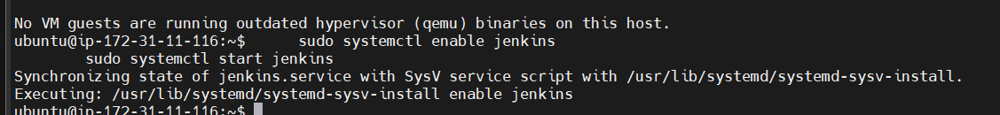 No VM guests are running outdated hypervisor (qemu) binaries on this host.
ubuntu@ip-172-31-11-116:~$      sudo systemctl enable jenkins
        sudo systemctl start jenkins
Synchronizing state of jenkins.service with SysV service script with /usr/lib/systemd/systemd-sysv-install.
Executing: /usr/lib/systemd/systemd-sysv-install enable jenkins
ubuntu@ip-172-31-11-116:~$